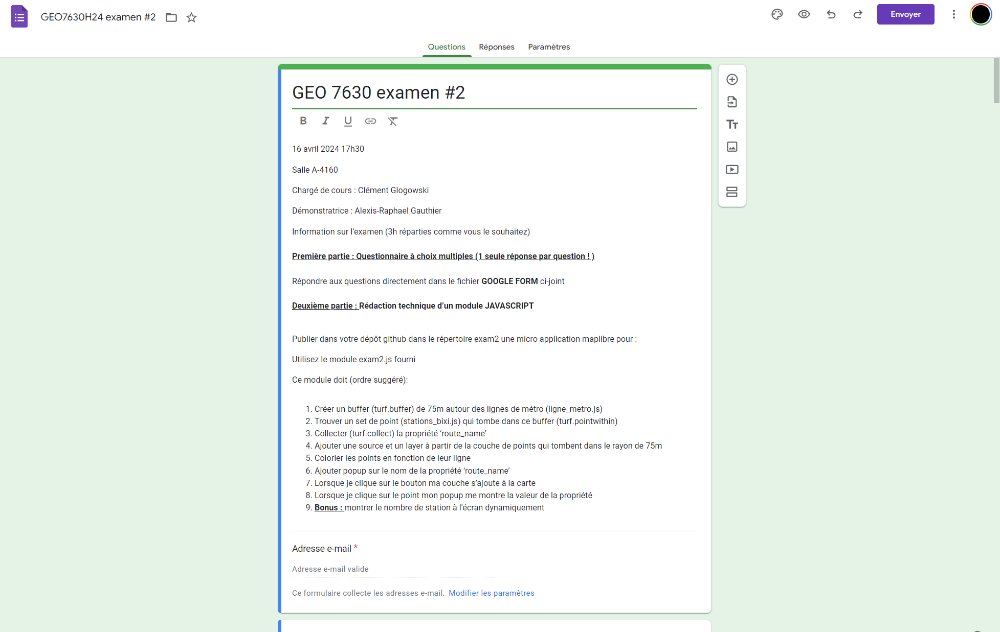 GEO7630H24 examen #2
Envoyer
Questions
Réponses
Paramètres
GEO 7630 examen #2
B I U
16 avril 2024 17h30
Salle A-4160
Chargé de cours : Clément Glogowski
Démonstratrice : Alexis-Raphael Gauthier
Information sur l’examen (3h réparties comme vous le souhaitez)
Première partie : Questionnaire à choix multiples (1 seule réponse par question ! )
Répondre aux questions directement dans le fichier GOOGLE FORM ci-joint
Deuxième partie : Rédaction technique d’un module JAVASCRIPT
Publier dans votre dépôt github dans le répertoire exam2 une micro application maplibre pour :
Utilisez le module exam2.js fourni
Ce module doit (ordre suggéré):
1. Créer un buffer (turf.buffer) de 75m autour des lignes de métro (ligne_metro.js)
2. Trouver un set de point (stations_bixi.js) qui tombe dans ce buffer (turf.pointwithin)
3. Collecter (turf.collect) la propriété ‘route_name’
4. Ajouter une source et un layer à partir de la couche de points qui tombent dans le rayon de 75m
5. Colorier les points en fonction de leur ligne
6. Ajouter popup sur le nom de la propriété ‘route_name’
7. Lorsque je clique sur le bouton ma couche s’ajoute à la carte
8. Lorsque je clique sur le point mon popup me montre la valeur de la propriété
9. Bonus : montrer le nombre de station à l’écran dynamiquement
Adresse e-mail *
Adresse e-mail valide
Ce formulaire collecte les adresses e-mail. Modifier les paramètres